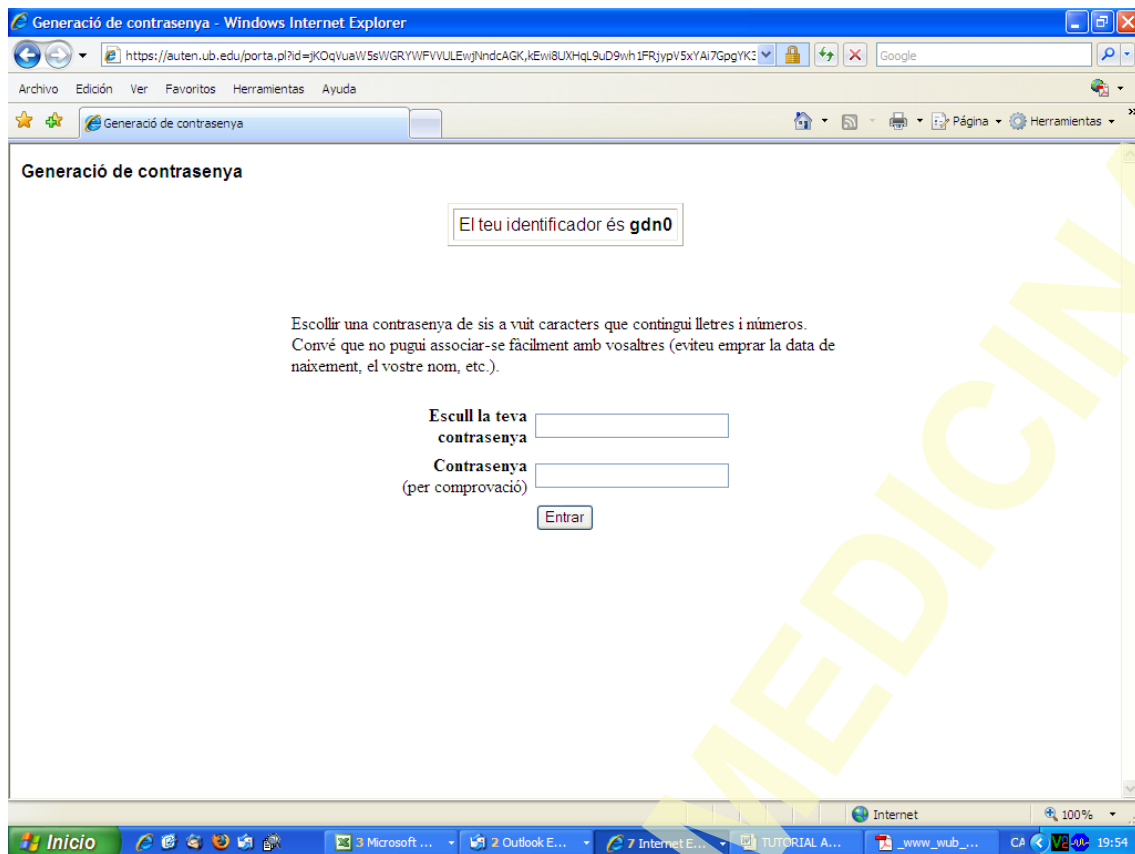 Generació de contrasenya - Windows Internet Explorer
https://auten.ub.edu/porta.pl?id=jKOqVuaW5sWGRYWFVVULEwjNndcAGK,kEwi8UXHqL9uD9wh1FRjypV5xYAi7GpgYK3
Google
Archivo Edición Ver Favoritos Herramientas Ayuda
Generació de contrasenya
Página Herramientas
Generació de contrasenya
El teu identificador és gdn0
Escollir una contrasenya de sis a vuit caracters que contingui lletres i números.
Convé que no pugui associar-se fàcilment amb vosaltres (eviteu emprar la data de
naixement, el vostre nom, etc.).
Escull la teva
contrasenya
Contrasenya
(per comprovació)
Entrar
MEDICINA
Internet 100%
Inicio 3 Microsoft ... 2 Outlook E... 7 Internet E... TUTORIAL A... _www_wub_... CA 19:54